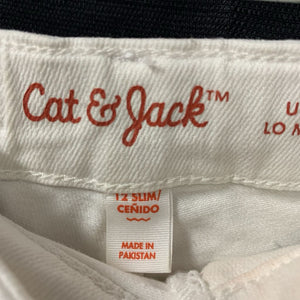 Cat & Jack™
U
LO M
12 SLIM/
CEÑIDO
MADE IN
PAKISTAN